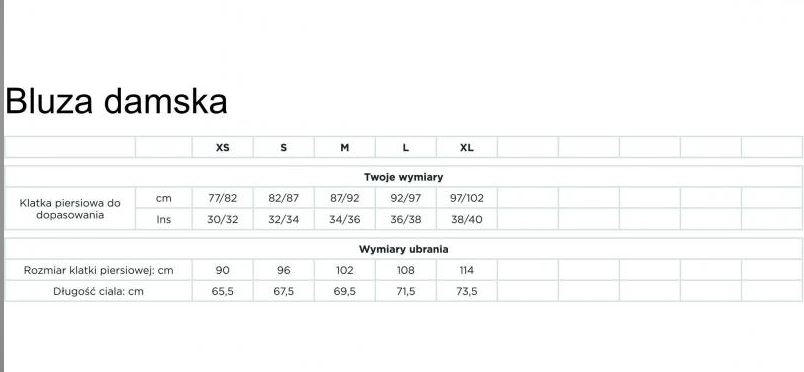 Bluza damska
XS S M L XL
Twoje wymiary
Klatka piersiowa do dopasowania
cm 77/82 82/87 87/92 92/97 97/102
Ins 30/32 32/34 34/36 36/38 38/40
Wymiary ubrania
Rozmiar klatki piersiowej: cm 90 96 102 108 114
Długość ciala: cm 65,5 67,5 69,5 71,5 73,5